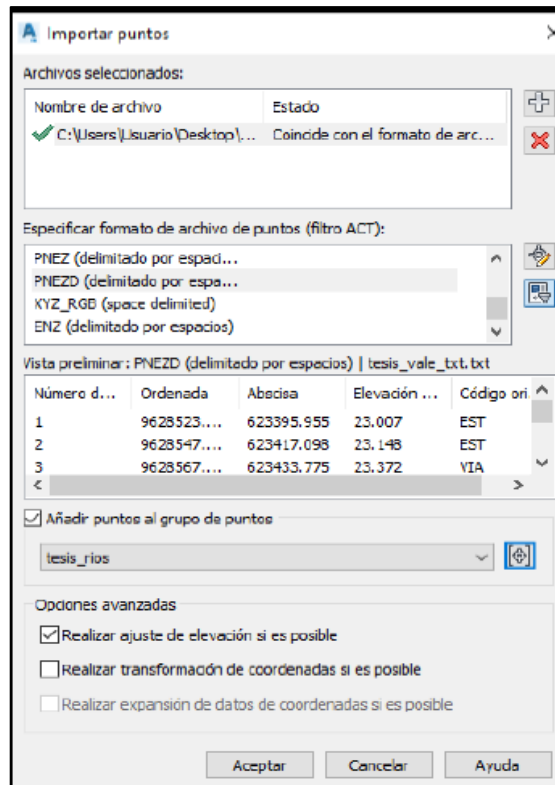 Importar puntos
Archivos seleccionados:
Nombre de archivo Estado
C:\Users\Usuario\Desktop\... Coincide con el formato de arc...
Especificar formato de archivo de puntos (filtro ACT):
PNEZ (delimitado por espaci...
PNEZD (delimitado por espa...
XYZ_RGB (space delimited)
ENZ (delimitado por espacios)
Vista preliminar: PNEZD (delimitado por espacios) | tesis_vale_txt.txt
Número d... Ordenada Abscisa Elevación ... Código ori.
1 9628523.... 623395.955 23.007 EST
2 9628547.... 623417.098 23.148 EST
3 9628567.... 623433.775 23.372 VIA
Añadir puntos al grupo de puntos
tesis_rios
Opciones avanzadas
Realizar ajuste de elevación si es posible
Realizar transformación de coordenadas si es posible
Realizar expansión de datos de coordenadas si es posible
Aceptar Cancelar Ayuda